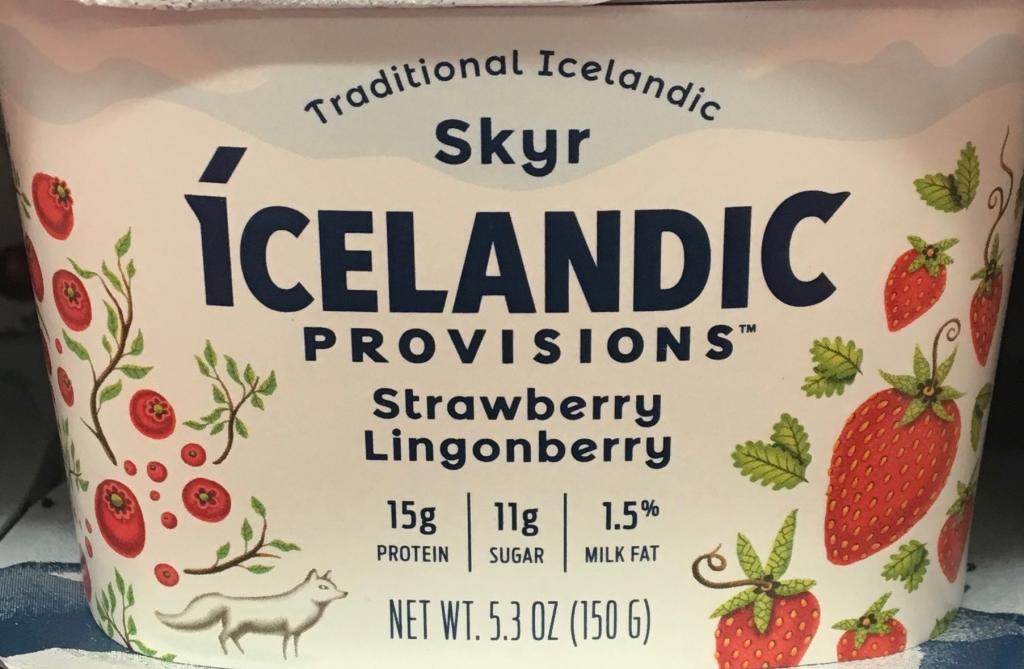 Traditional Icelandic
Skyr
ÍCELANDIC
PROVISIONS™
Strawberry
Lingonberry
15g 11g 1.5%
PROTEIN SUGAR MILK FAT
NET WT. 5.3 OZ (150 G)